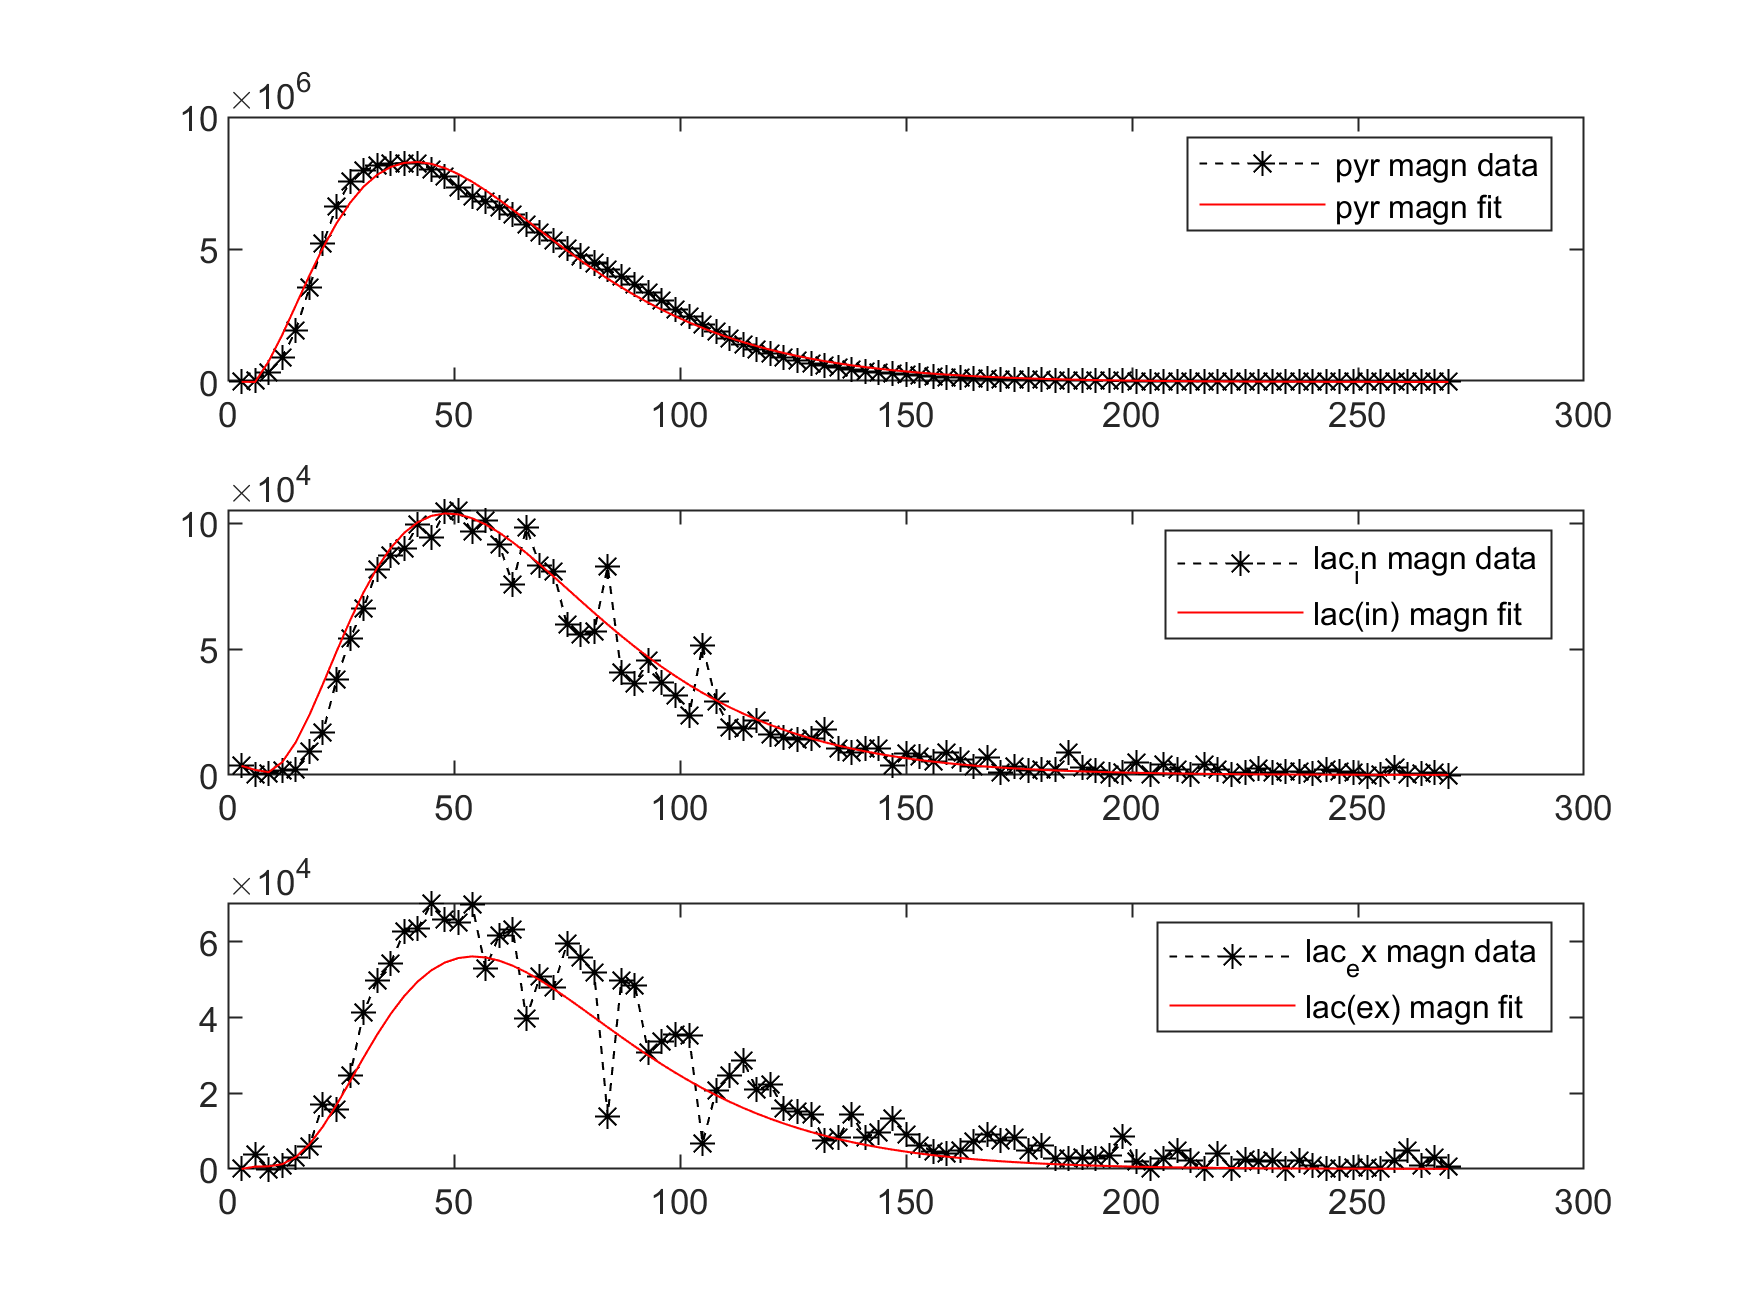 ×10^6
10
5
0
0 50 100 150 200 250 300
pyr magn data
pyr magn fit
×10^4
10
5
0
0 50 100 150 200 250 300
lac_in magn data
lac(in) magn fit
×10^4
6
4
2
0
0 50 100 150 200 250 300
lac_ex magn data
lac(ex) magn fit